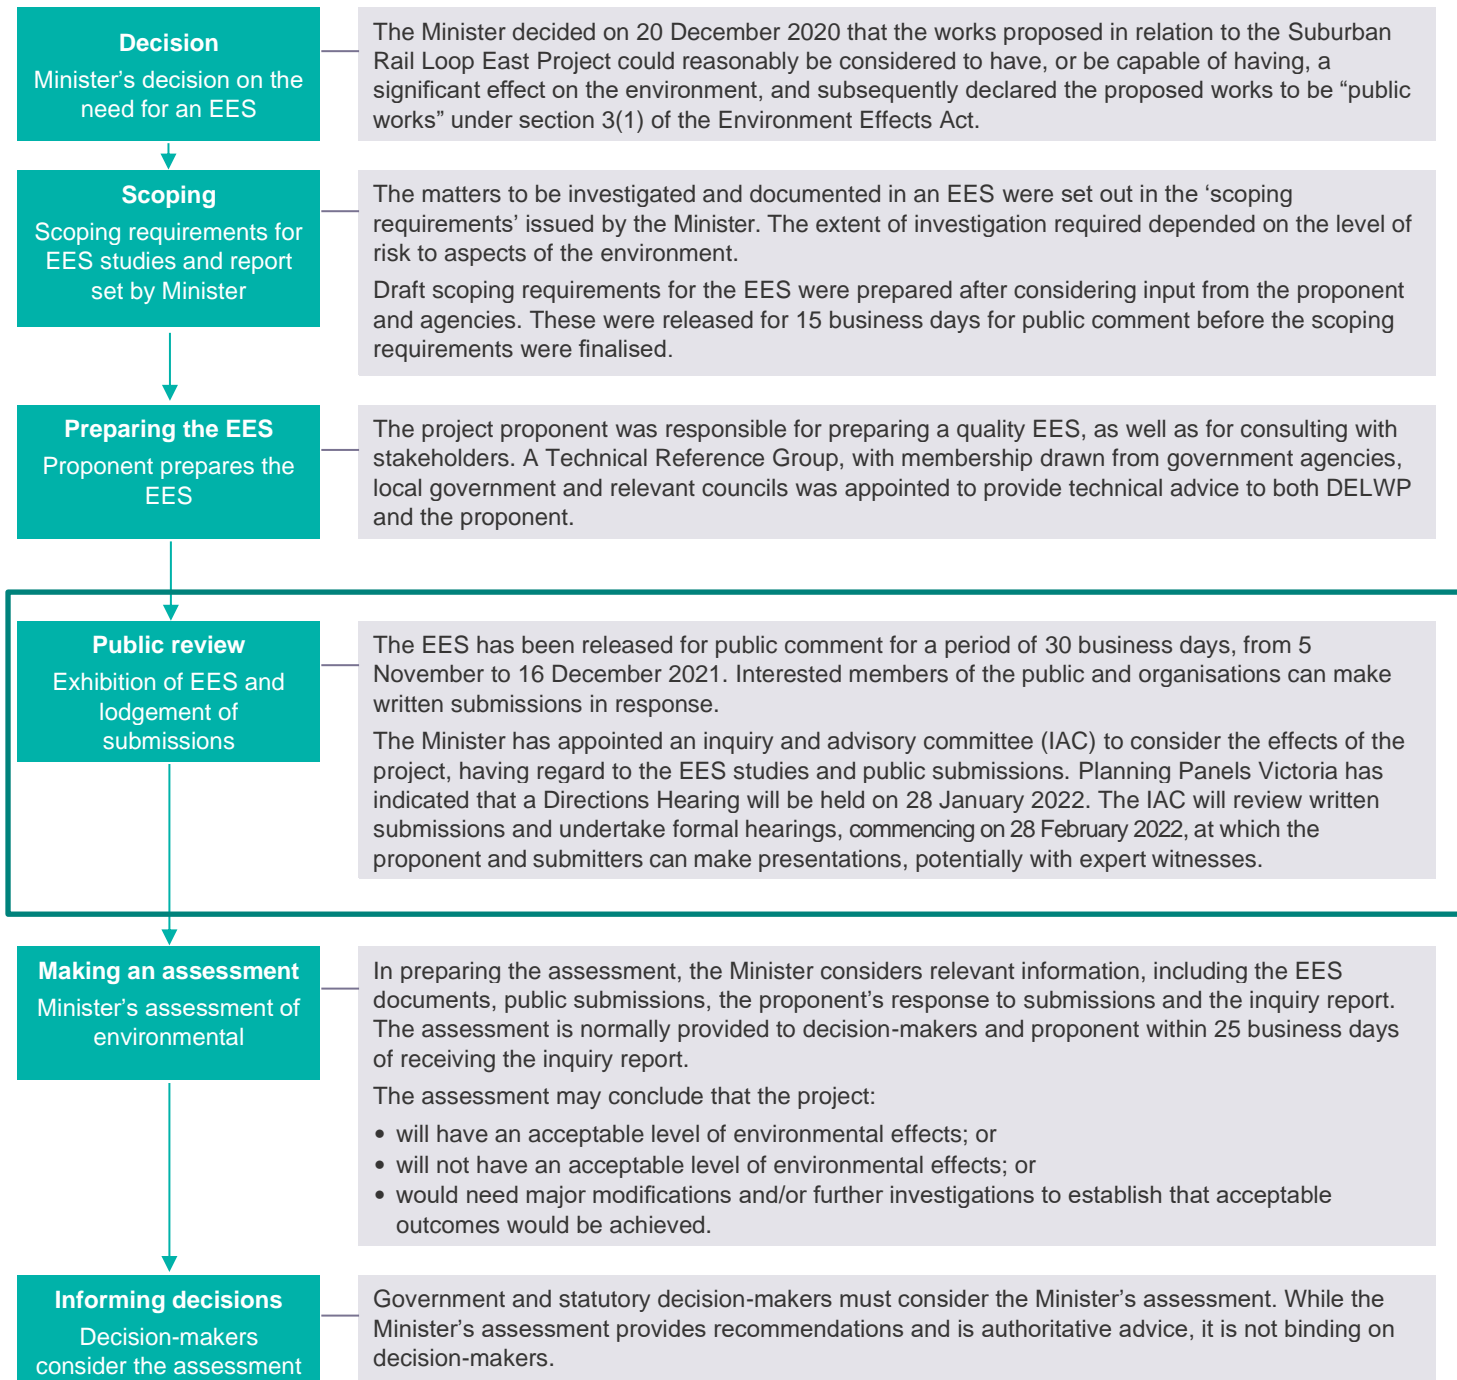 Decision
Minister's decision on the
need for an EES
The Minister decided on 20 December 2020 that the works proposed in relation to the Suburban
Rail Loop East Project could reasonably be considered to have, or be capable of having, a
significant effect on the environment, and subsequently declared the proposed works to be “public
works” under section 3(1) of the Environment Effects Act.
Scoping
Scoping requirements for
EES studies and report
set by Minister
The matters to be investigated and documented in an EES were set out in the ‘scoping
requirements’ issued by the Minister. The extent of investigation required depended on the level of
risk to aspects of the environment.
Draft scoping requirements for the EES were prepared after considering input from the proponent
and agencies. These were released for 15 business days for public comment before the scoping
requirements were finalised.
Preparing the EES
Proponent prepares the
EES
The project proponent was responsible for preparing a quality EES, as well as for consulting with
stakeholders. A Technical Reference Group, with membership drawn from government agencies,
local government and relevant councils was appointed to provide technical advice to both DELWP
and the proponent.
Public review
Exhibition of EES and
lodgement of
submissions
The EES has been released for public comment for a period of 30 business days, from 5
November to 16 December 2021. Interested members of the public and organisations can make
written submissions in response.
The Minister has appointed an inquiry and advisory committee (IAC) to consider the effects of the
project, having regard to the EES studies and public submissions. Planning Panels Victoria has
indicated that a Directions Hearing will be held on 28 January 2022. The IAC will review written
submissions and undertake formal hearings, commencing on 28 February 2022, at which the
proponent and submitters can make presentations, potentially with expert witnesses.
Making an assessment
Minister's assessment of
environmental
In preparing the assessment, the Minister considers relevant information, including the EES
documents, public submissions, the proponent's response to submissions and the inquiry report.
The assessment is normally provided to decision-makers and proponent within 25 business days
of receiving the inquiry report.
The assessment may conclude that the project:
• will have an acceptable level of environmental effects; or
• will not have an acceptable level of environmental effects; or
• would need major modifications and/or further investigations to establish that acceptable
outcomes would be achieved.
Informing decisions
Decision-makers
consider the assessment
Government and statutory decision-makers must consider the Minister's assessment. While the
Minister's assessment provides recommendations and is authoritative advice, it is not binding on
decision-makers.